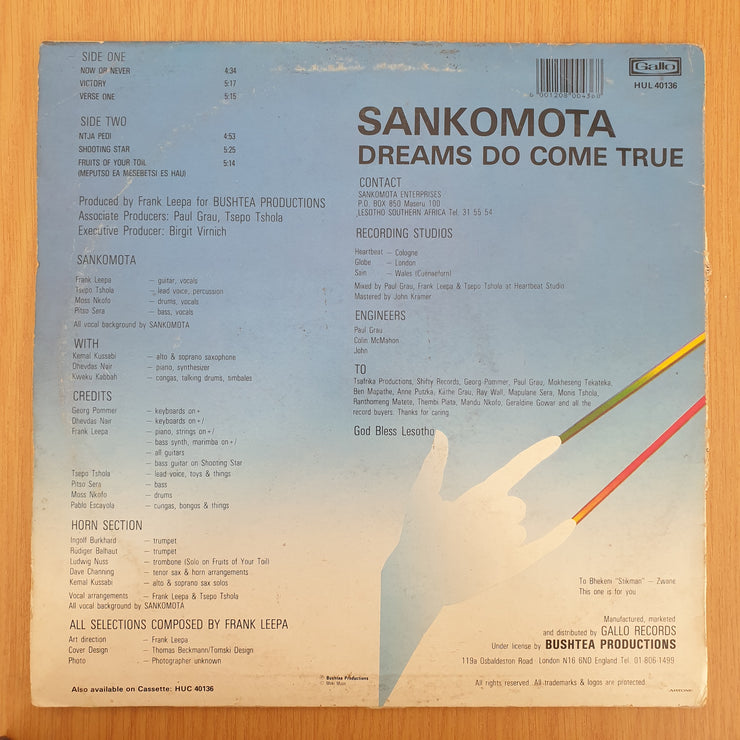 SIDE ONE
NOW OR NEVER 4:34
VICTORY 5:17
VERSE ONE 5:15
SIDE TWO
NTJA PEDI 4:53
SHOOTING STAR 5:25
FRUITS OF YOUR TOIL 5:14
(MEPUTSO EA MESEBETSI ES HAU)
Produced by Frank Leepa for BUSHTEA PRODUCTIONS
Associate Producers: Paul Grau, Tsepo Tshola
Executive Producer: Birgit Virnich
SANKOMOTA
Frank Leepa – guitar, vocals
Tsepo Tshola – lead voice, percussion
Moss Nkofo – drums, vocals
Pitso Sera – bass, vocals
All vocal background by SANKOMOTA
WITH
Kemal Kussabi – alto & soprano saxophone
Dhevdas Nair – piano, synthesizer
Kweku Kabbah – congas, talking drums, timbales
CREDITS
Georg Pommer – keyboards on+
Dhevdas Nair – keyboards on+/
Frank Leepa – piano, strings on+/
– bass synth, marimba on+/
– all guitars
– bass guitar on Shooting Star
Tsepo Tshola – lead voice, toys & things
Pitso Sera – bass
Moss Nkofo – drums
Pablo Escayola – cungas, bongos & things
HORN SECTION
Ingolf Burkhard – trumpet
Rüdiger Balhaut – trumpet
Ludwig Nuss – trombone (Solo on Fruits of Your Toil)
Dave Channing – tenor sax & horn arrangements
Kemal Kussabi – alto & soprano sax solos
Vocal arrangements – Frank Leepa & Tsepo Tshola
All vocal background by SANKOMOTA
ALL SELECTIONS COMPOSED BY FRANK LEEPA
Art direction – Frank Leepa
Cover Design – Thomas Beckmann/Tomski Design
Photo – Photographer unknown
Also available on Cassette: HUC 40136
6 001208 004360
Gallo
HUL 40136
SANKOMOTA
DREAMS DO COME TRUE
CONTACT
SANKOMOTA ENTERPRISES
P.O. BOX 850 Maseru 100
LESOTHO SOUTHERN AFRICA Tel. 31 55 54
RECORDING STUDIOS
Heartbeat – Cologne
Globe – London
Sain – Wales (Cuenaeforn)
Mixed by Paul Grau, Frank Leepa & Tsepo Tshola at Heartbeat Studio
Mastered by John Kramer
ENGINEERS
Paul Grau
Colin McMahon
John
TO
Tsafrika Productions, Shifty Records, Georg Pommer, Paul Grau, Mokheseng Tekateka,
Ben Mapathe, Anne Putzka, Käthe Grau, Ray Wall, Mapulane Sera, Monis Tshola,
Ranthomeng Matete, Thembi Plata, Mandu Nkofo, Geraldine Gowar and all the
record buyers. Thanks for caring.
God Bless Lesotho
To Bhekeni "Stikman" – Zwone
This one is for you
Manufactured, marketed
and distributed by GALLO RECORDS
Under license by BUSHTEA PRODUCTIONS
119a Osbaldeston Road London N16 6ND England Tel. 01-806-1499
℗ Bushtea Productions
Moki Music
All rights reserved. All trademarks & logos are protected.
ARTONE